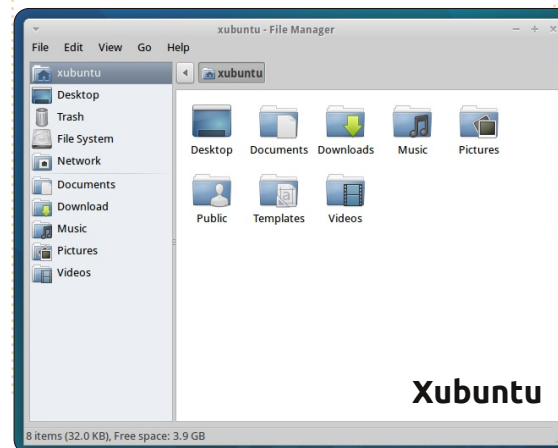 xubuntu - File Manager
File Edit View Go Help
xubuntu
xubuntu
Desktop
Trash
File System
Network
Documents
Download
Music
Pictures
Videos
Desktop Documents Downloads Music Pictures
Public Templates Videos
Xubuntu
8 items (32.0 KB), Free space: 3.9 GB